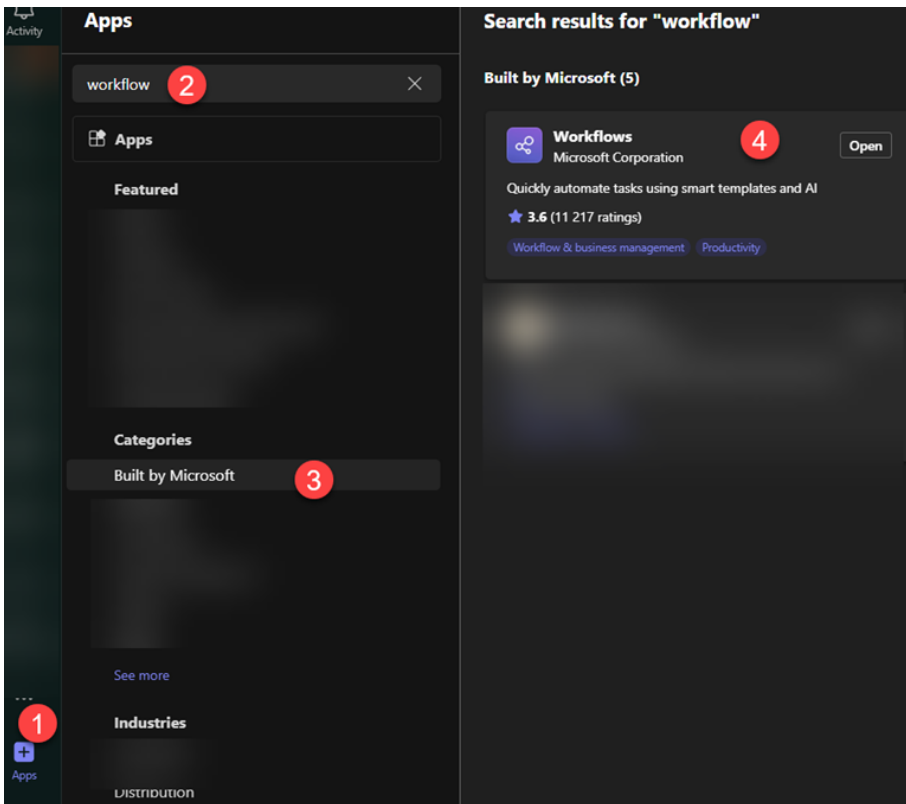 Activity
Apps
workflow
2
Apps
Featured
Categories
Built by Microsoft
3
See more
Industries
Distribution
1
Apps
Search results for "workflow"
Built by Microsoft (5)
Workflows
Microsoft Corporation
4
Open
Quickly automate tasks using smart templates and AI
3.6 (11 217 ratings)
Workflow & business management
Productivity